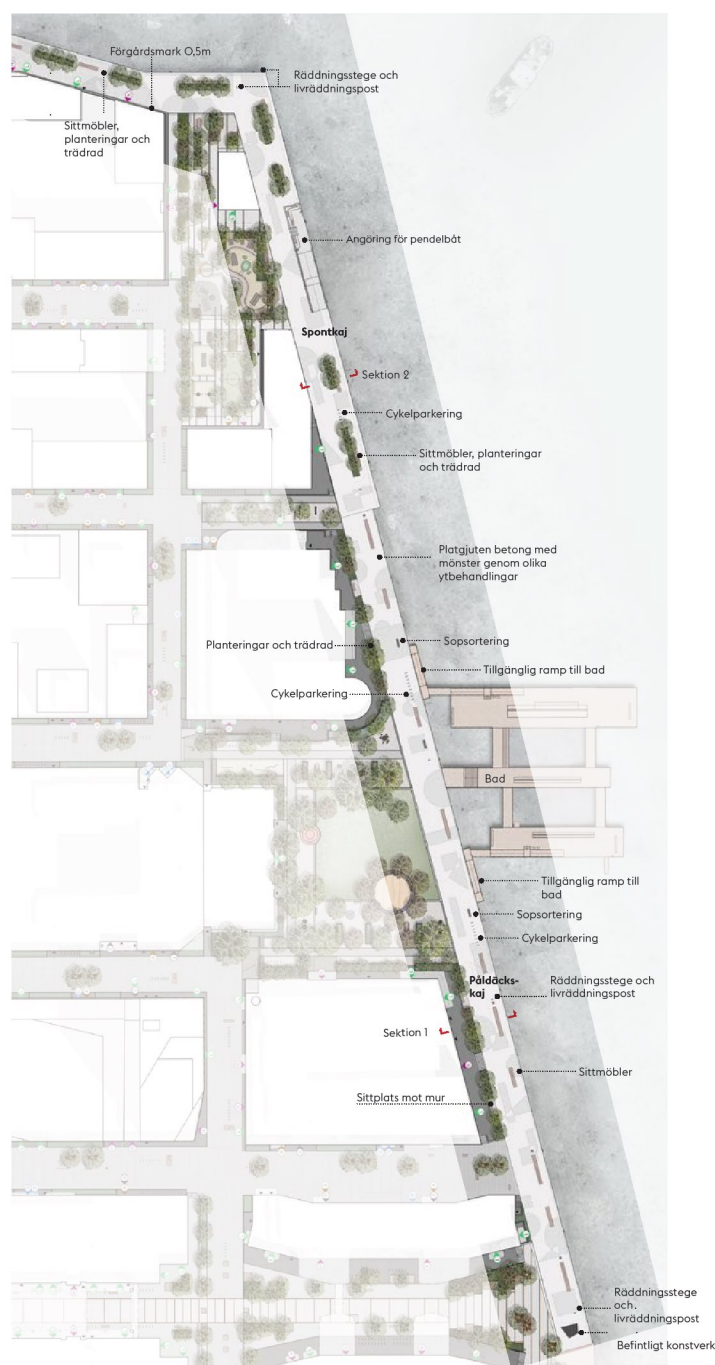 Förgårdsmark 0,5m
Räddningsstege och
livräddningspost
Sittmöbler,
planteringar och
trädrad
Angöring för pendelbåt
Spontkaj
Sektion 2
Cykelparkering
Sittmöbler, planteringar
och trädrad
Platgjuten betong med
mönster genom olika
ytbehandlingar
Planteringar och trädrad
Sopsortering
Tillgänglig ramp till bad
Cykelparkering
Bad
Tillgänglig ramp till
bad
Sopsortering
Cykelparkering
Påldäcks-
kaj
Räddningsstege och
livräddningspost
Sektion 1
Sittmöbler
Sittplats mot mur
Räddningsstege
och.
livräddningspost
Befintligt konstverk